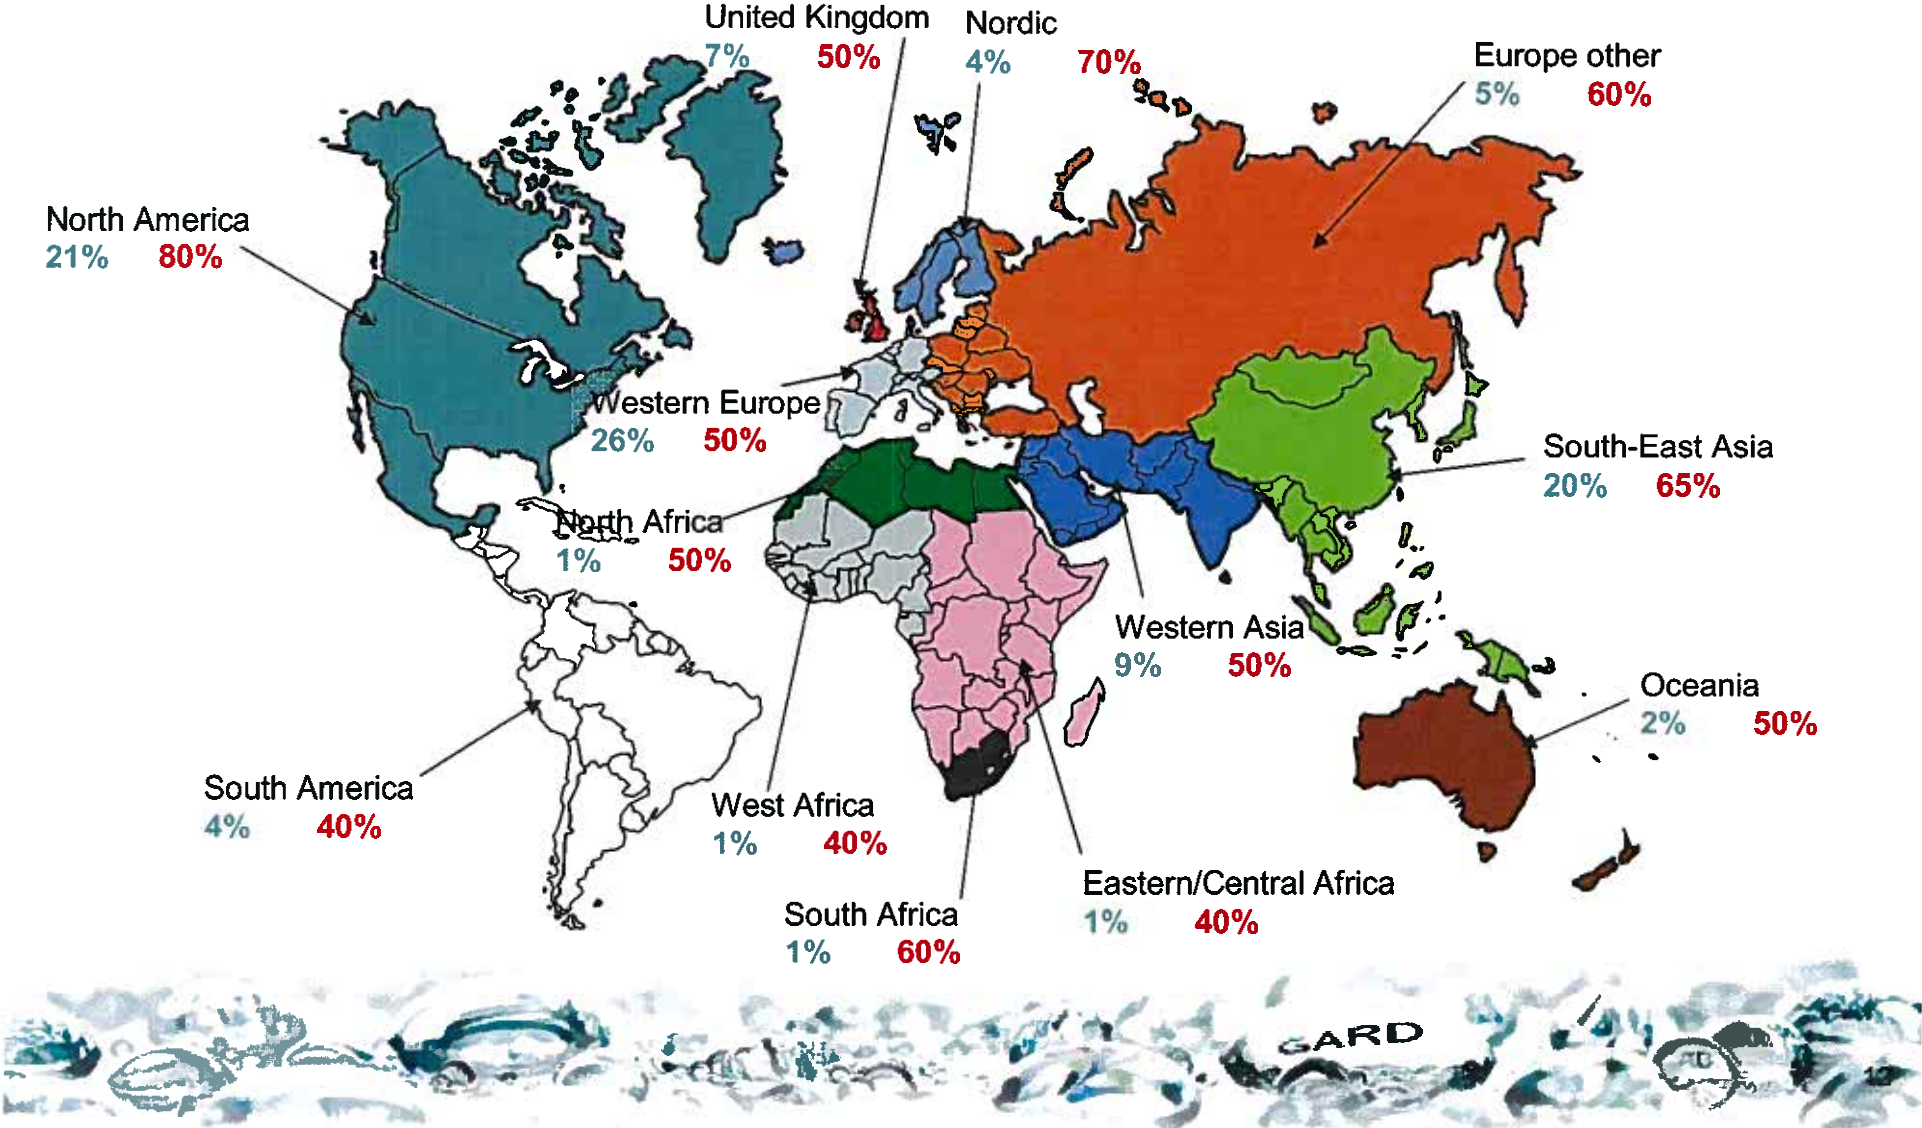 United Kingdom
7% 50%
Nordic
4% 70%
Europe other
5% 60%
North America
21% 80%
Western Europe
26% 50%
South-East Asia
20% 65%
North Africa
1% 50%
Western Asia
9% 50%
Oceania
2% 50%
South America
4% 40%
West Africa
1% 40%
Eastern/Central Africa
1% 40%
South Africa
1% 60%
GARD